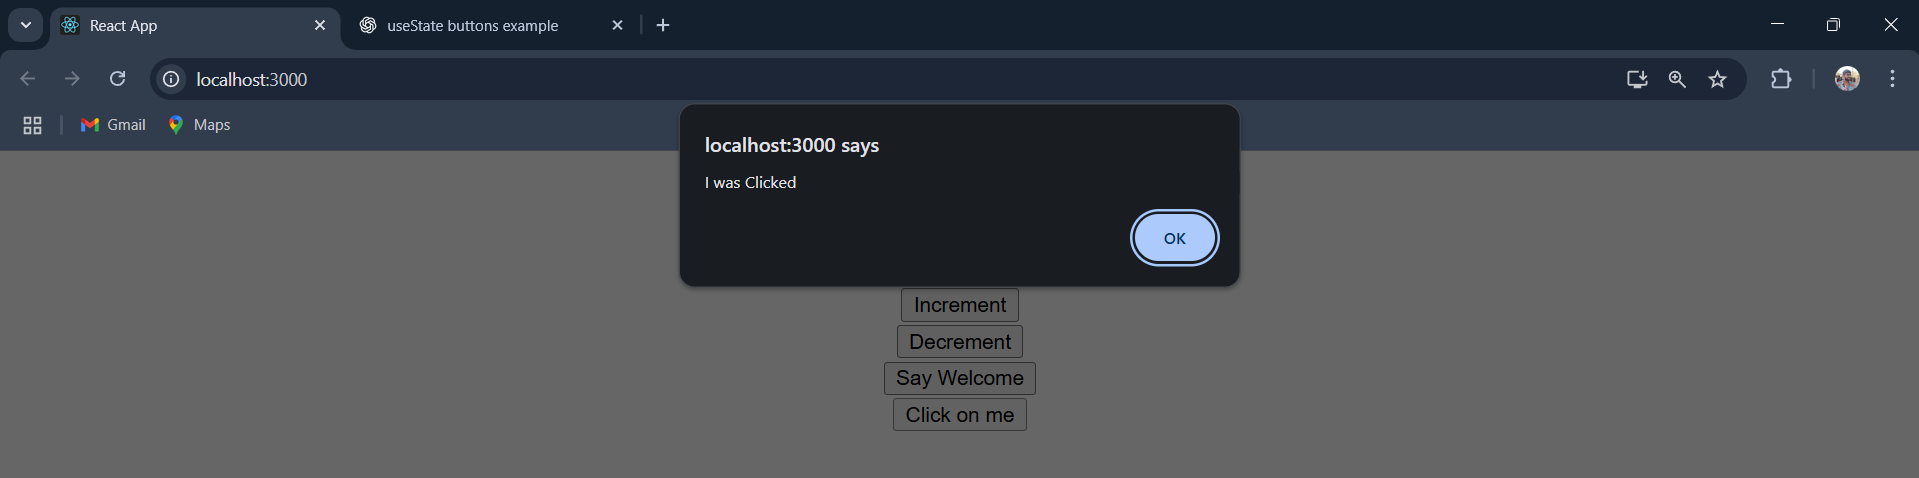 React App
useState buttons example
localhost:3000
Gmail
Maps
localhost:3000 says
I was Clicked
OK
Increment
Decrement
Say Welcome
Click on me